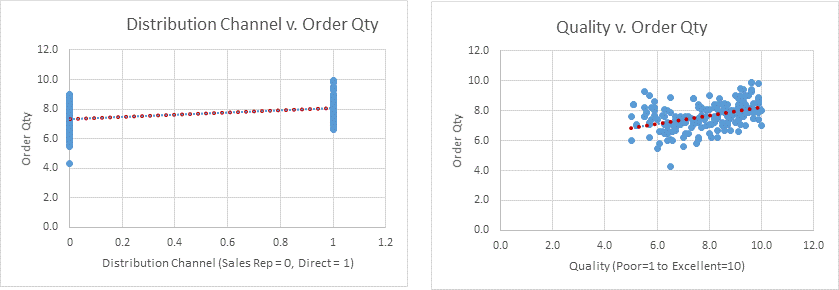 Distribution Channel v. Order Qty
12.0
10.0
8.0
6.0
4.0
2.0
0.0
Order Qty
0 0.2 0.4 0.6 0.8 1 1.2
Distribution Channel (Sales Rep = 0, Direct = 1)
Quality v. Order Qty
12.0
10.0
8.0
6.0
4.0
2.0
0.0
Order Qty
0.0 2.0 4.0 6.0 8.0 10.0 12.0
Quality (Poor=1 to Excellent=10)